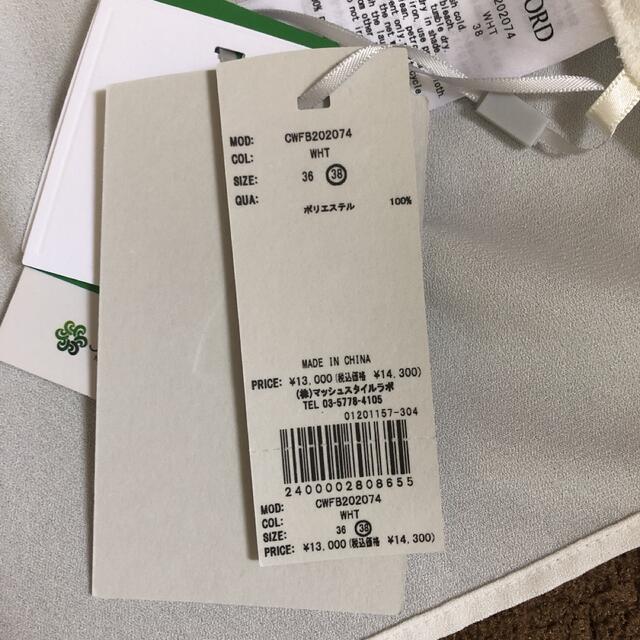 ORD
202074
WHT
38
MOD: CWFB202074
COL: WHT
SIZE: 36 38
QUA:
ポリエステル 100%
MADE IN CHINA
PRICE: ¥13,000(税込価格 ¥14,300)
(株)マッシュスタイルラボ
TEL 03-5778-4105
01201157-304
2400002808655
MOD: CWFB202074
COL: WHT
SIZE: 36 38
PRICE: ¥13,000(税込価格 ¥14,300)